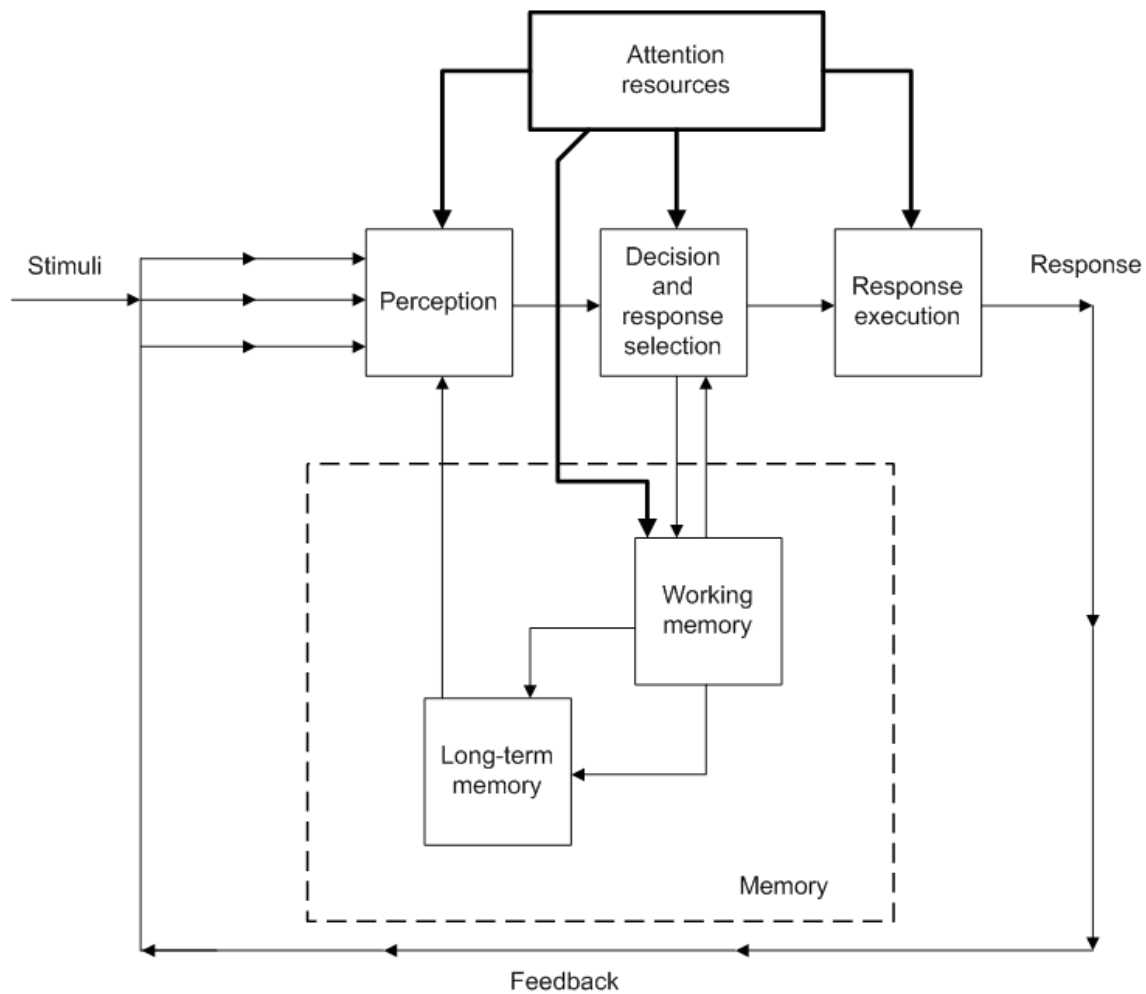 Attention
resources
Stimuli
Perception
Decision
and
response
selection
Response
execution
Response
Working
memory
Long-term
memory
Memory
Feedback